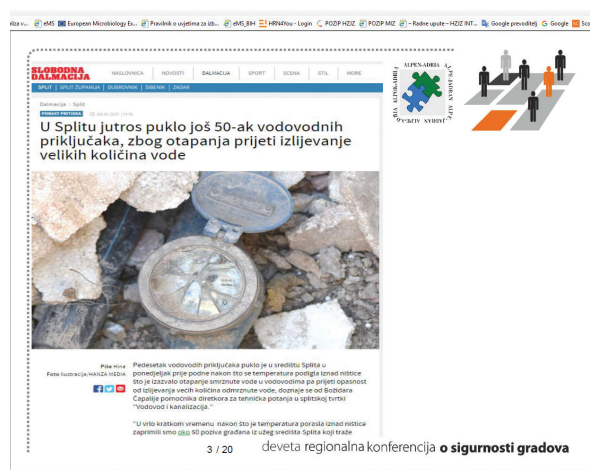 eMS
European Microbiology Ex...
Pravilnik o uvjetima za izb...
eMS_BIH
HRN4You - Login
POZIP HZIZ
POZIP MIZ
- Radne upute - HZIZ INT...
Google prevoditelj
Google
SLOBODNA
DALMACIJA
NASLOVNICA
NOVOSTI
DALMACIJA
SPORT
SCENA
STIL
MORE
SPLIT | SPLIT ŽUPANIJA | DUBROVNIK | ŠIBENIK | ZADAR
Dalmacija Split
U Splitu jutros puklo još 50-ak vodovodnih
priključaka, zbog otapanja prijeti izlijevanje
velikih količina vode
Piše Hina
Foto Ilustracija/HANZA MEDIA
Pedesetak vodovodnih priključaka puklo je u središtu Splita u
ponedjeljak prije podne nakon što se temperatura podigla iznad ništice
što je izazvalo otapanje smrznute vode u vodovodima pa prijeti opasnost
od izlijevanja većih količina odmrznute vode, doznaje se od Božidara
Čapalije pomoćnika direktora za tehnička potanja u splitskoj tvrtki
"Vodovod i kanalizacija."
"U vrlo kratkom vremenu nakon što je temperatura porasla iznad ništice
zaprimili smo oko 50 poziva građana iz užeg središta Splita koji traže
3 / 20
ALPEN-ADRIA
deveta regionalna konferencija o sigurnosti gradova